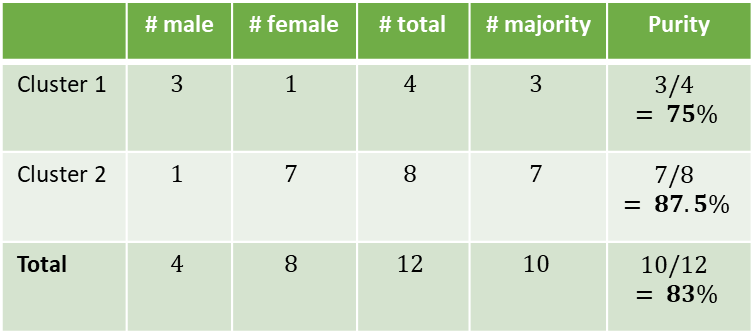 # male # female # total # majority Purity
Cluster 1 3 1 4 3 3/4
= 75%
Cluster 2 1 7 8 7 7/8
= 87.5%
Total 4 8 12 10 10/12
= 83%